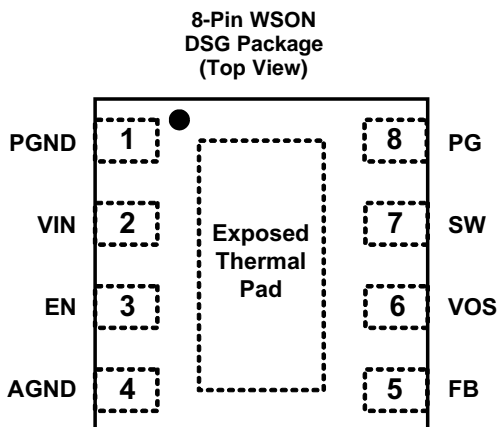 8-Pin WSON
DSG Package
(Top View)
PGND 1 8 PG
VIN 2 7 SW
Exposed
Thermal
Pad
EN 3 6 VOS
AGND 4 5 FB